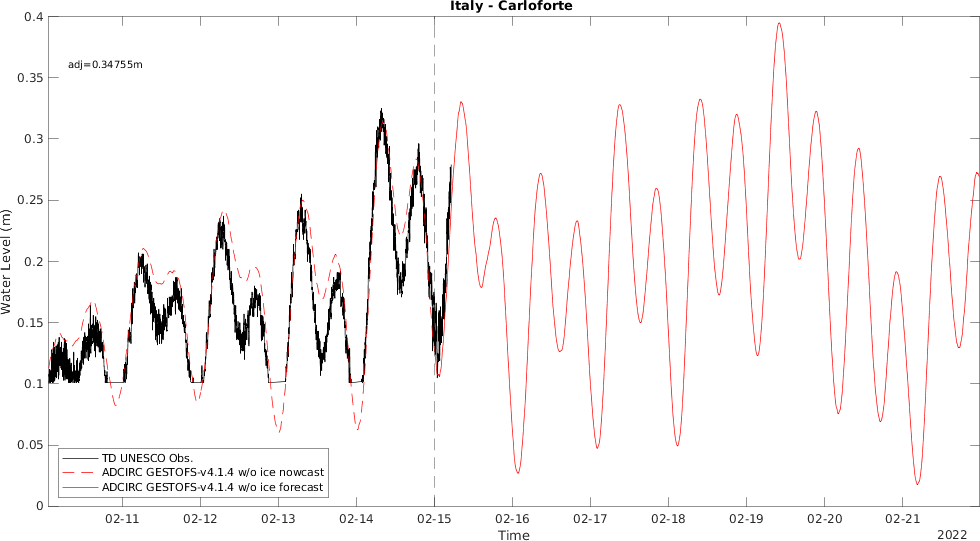 Italy - Carloforte
adj=0.34755m
0.4
0.35
0.3
0.25
0.2
0.15
0.1
0.05
0
Water Level (m)
TD UNESCO Obs.
ADCIRC GESTOFS-v4.1.4 w/o ice nowcast
ADCIRC GESTOFS-v4.1.4 w/o ice forecast
02-11 02-12 02-13 02-14 02-15 02-16 02-17 02-18 02-19 02-20 02-21
Time
2022